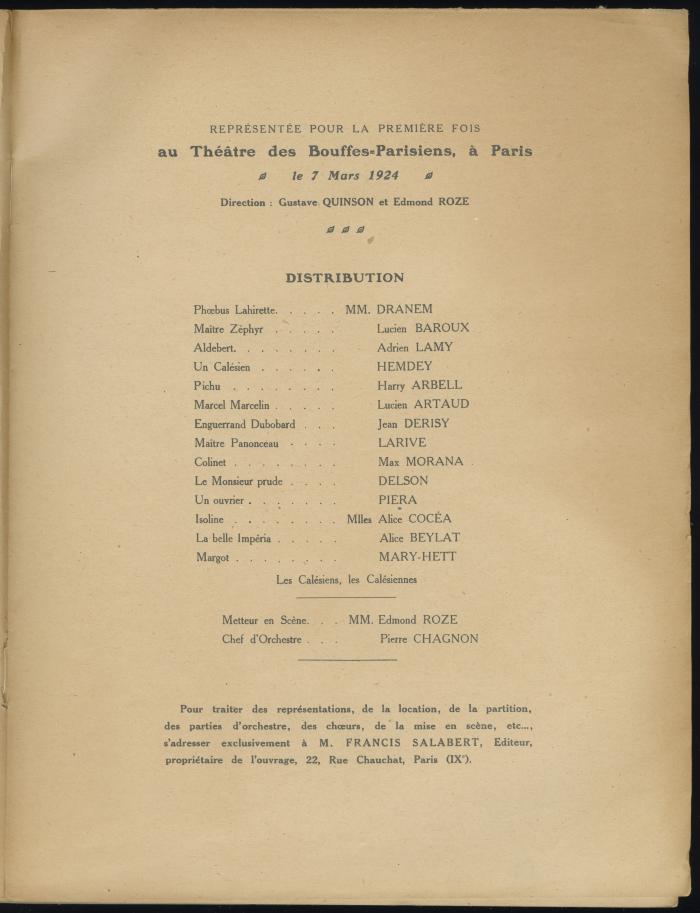 REPRÉSENTÉE POUR LA PREMIÈRE FOIS
au Théâtre des Bouffes-Parisiens, à Paris
le 7 Mars 1924
Direction : Gustave QUINSON et Edmond ROZE
DISTRIBUTION
Phœbus Lahirette. . . . . MM. DRANEM
Maître Zéphyr . . . . . Lucien BAROUX
Aldebert. . . . . . . . Adrien LAMY
Un Calésien . . . . . HEMDEY
Pichu . . . . . . . . Harry ARBELL
Marcel Marcelin . . . . . Lucien ARTAUD
Enguerrand Dubobard . . . Jean DERISY
Maître Panonceau . . . . LARIVE
Colinet . . . . . . . . Max MORANA
Le Monsieur prude . . . . DELSON
Un ouvrier . . . . . . . PIERA
Isoline . . . . . . . . Mlles Alice COCÉA
La belle Impéria . . . . . Alice BEYLAT
Margot . . . . . . . MARY-HETT
Les Calésiens, les Calésiennes
Metteur en Scène. . . MM. Edmond ROZE
Chef d'Orchestre . . . Pierre CHAGNON
Pour traiter des représentations, de la location, de la partition,
des parties d'orchestre, des chœurs, de la mise en scène, etc...,
s'adresser exclusivement à M. FRANCIS SALABERT, Editeur,
propriétaire de l'ouvrage, 22, Rue Chauchat, Paris (IXᵉ).